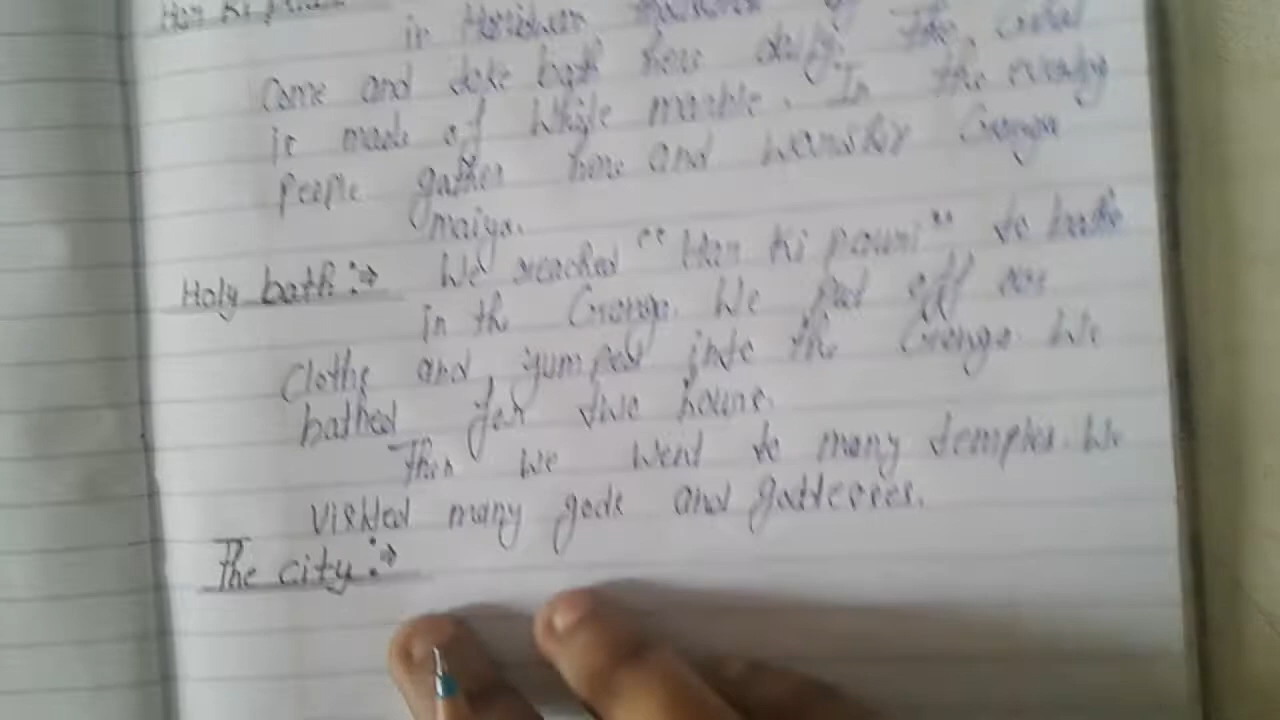 Har Ki
in
Come and take bath here daily. The
it made of White marble. In the evening
people gather here and worship Ganga
maiya.
Holy bath :→ We reached "Har Ki pauri" to bath
in the Ganga. We put off our
Clothe and jumped into the Ganga. We
bathed for two hours.
Then we went to many temples. We
visited many gods and
The city :→